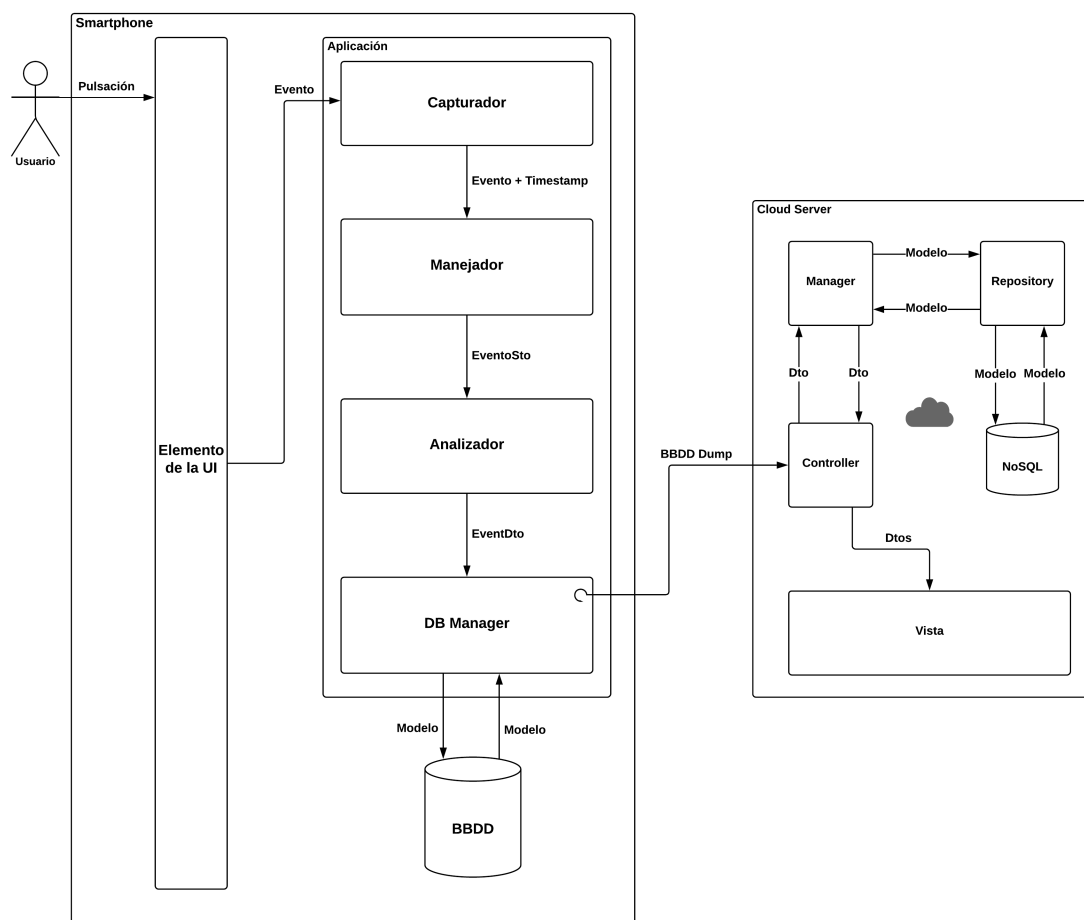 Smartphone
Aplicación
Pulsación
Usuario
Elemento
de la UI
Evento
Capturador
Evento + Timestamp
Manejador
EventoSto
Analizador
EventDto
DB Manager
Modelo
Modelo
BBDD
BBDD Dump
Cloud Server
Manager
Modelo
Modelo
Repository
Dto
Dto
Modelo
Modelo
Controller
NoSQL
Dtos
Vista